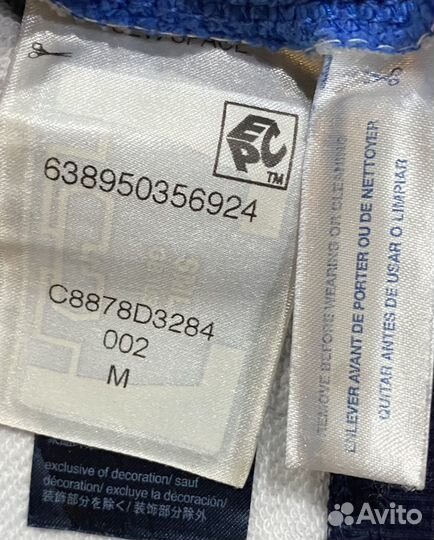 EPC
TM
638950356924
C8878D3284
002
M
REMOVE BEFORE WEARING OR CLEANING
ENLEVER AVANT DE PORTER OU DE NETTOYER
QUITAR ANTES DE USAR O LIMPIAR
exclusive of decoration/ sauf
décoration/ excluye la décoración/
装飾部分を除く/ 装飾部分除外
Avito